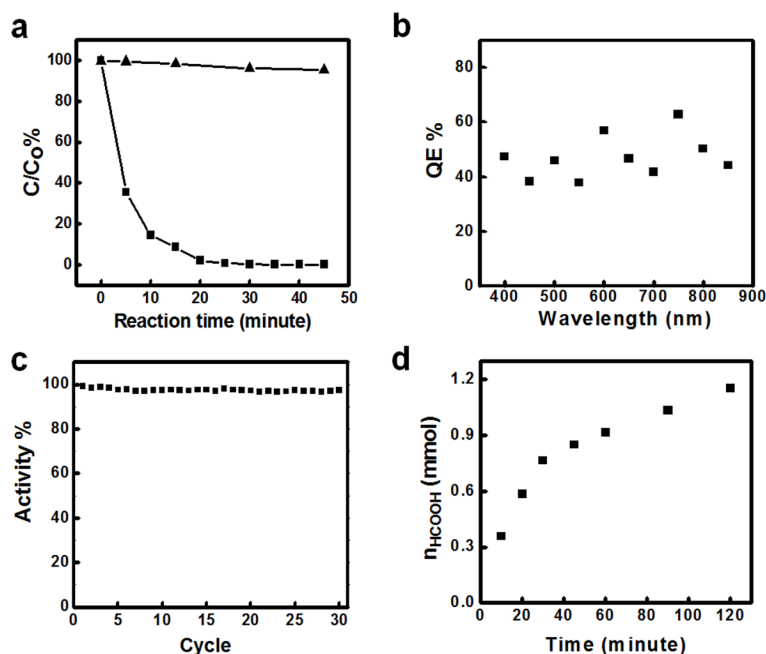 a
C/Co%
100
80
60
40
20
0
0 10 20 30 40 50
Reaction time (minute)
b
QE %
80
60
40
20
0
400 500 600 700 800 900
Wavelength (nm)
c
Activity %
100
80
60
40
20
0
0 5 10 15 20 25 30
Cycle
d
nHCOOH (mmol)
1.2
0.9
0.6
0.3
0.0
0 20 40 60 80 100 120
Time (minute)